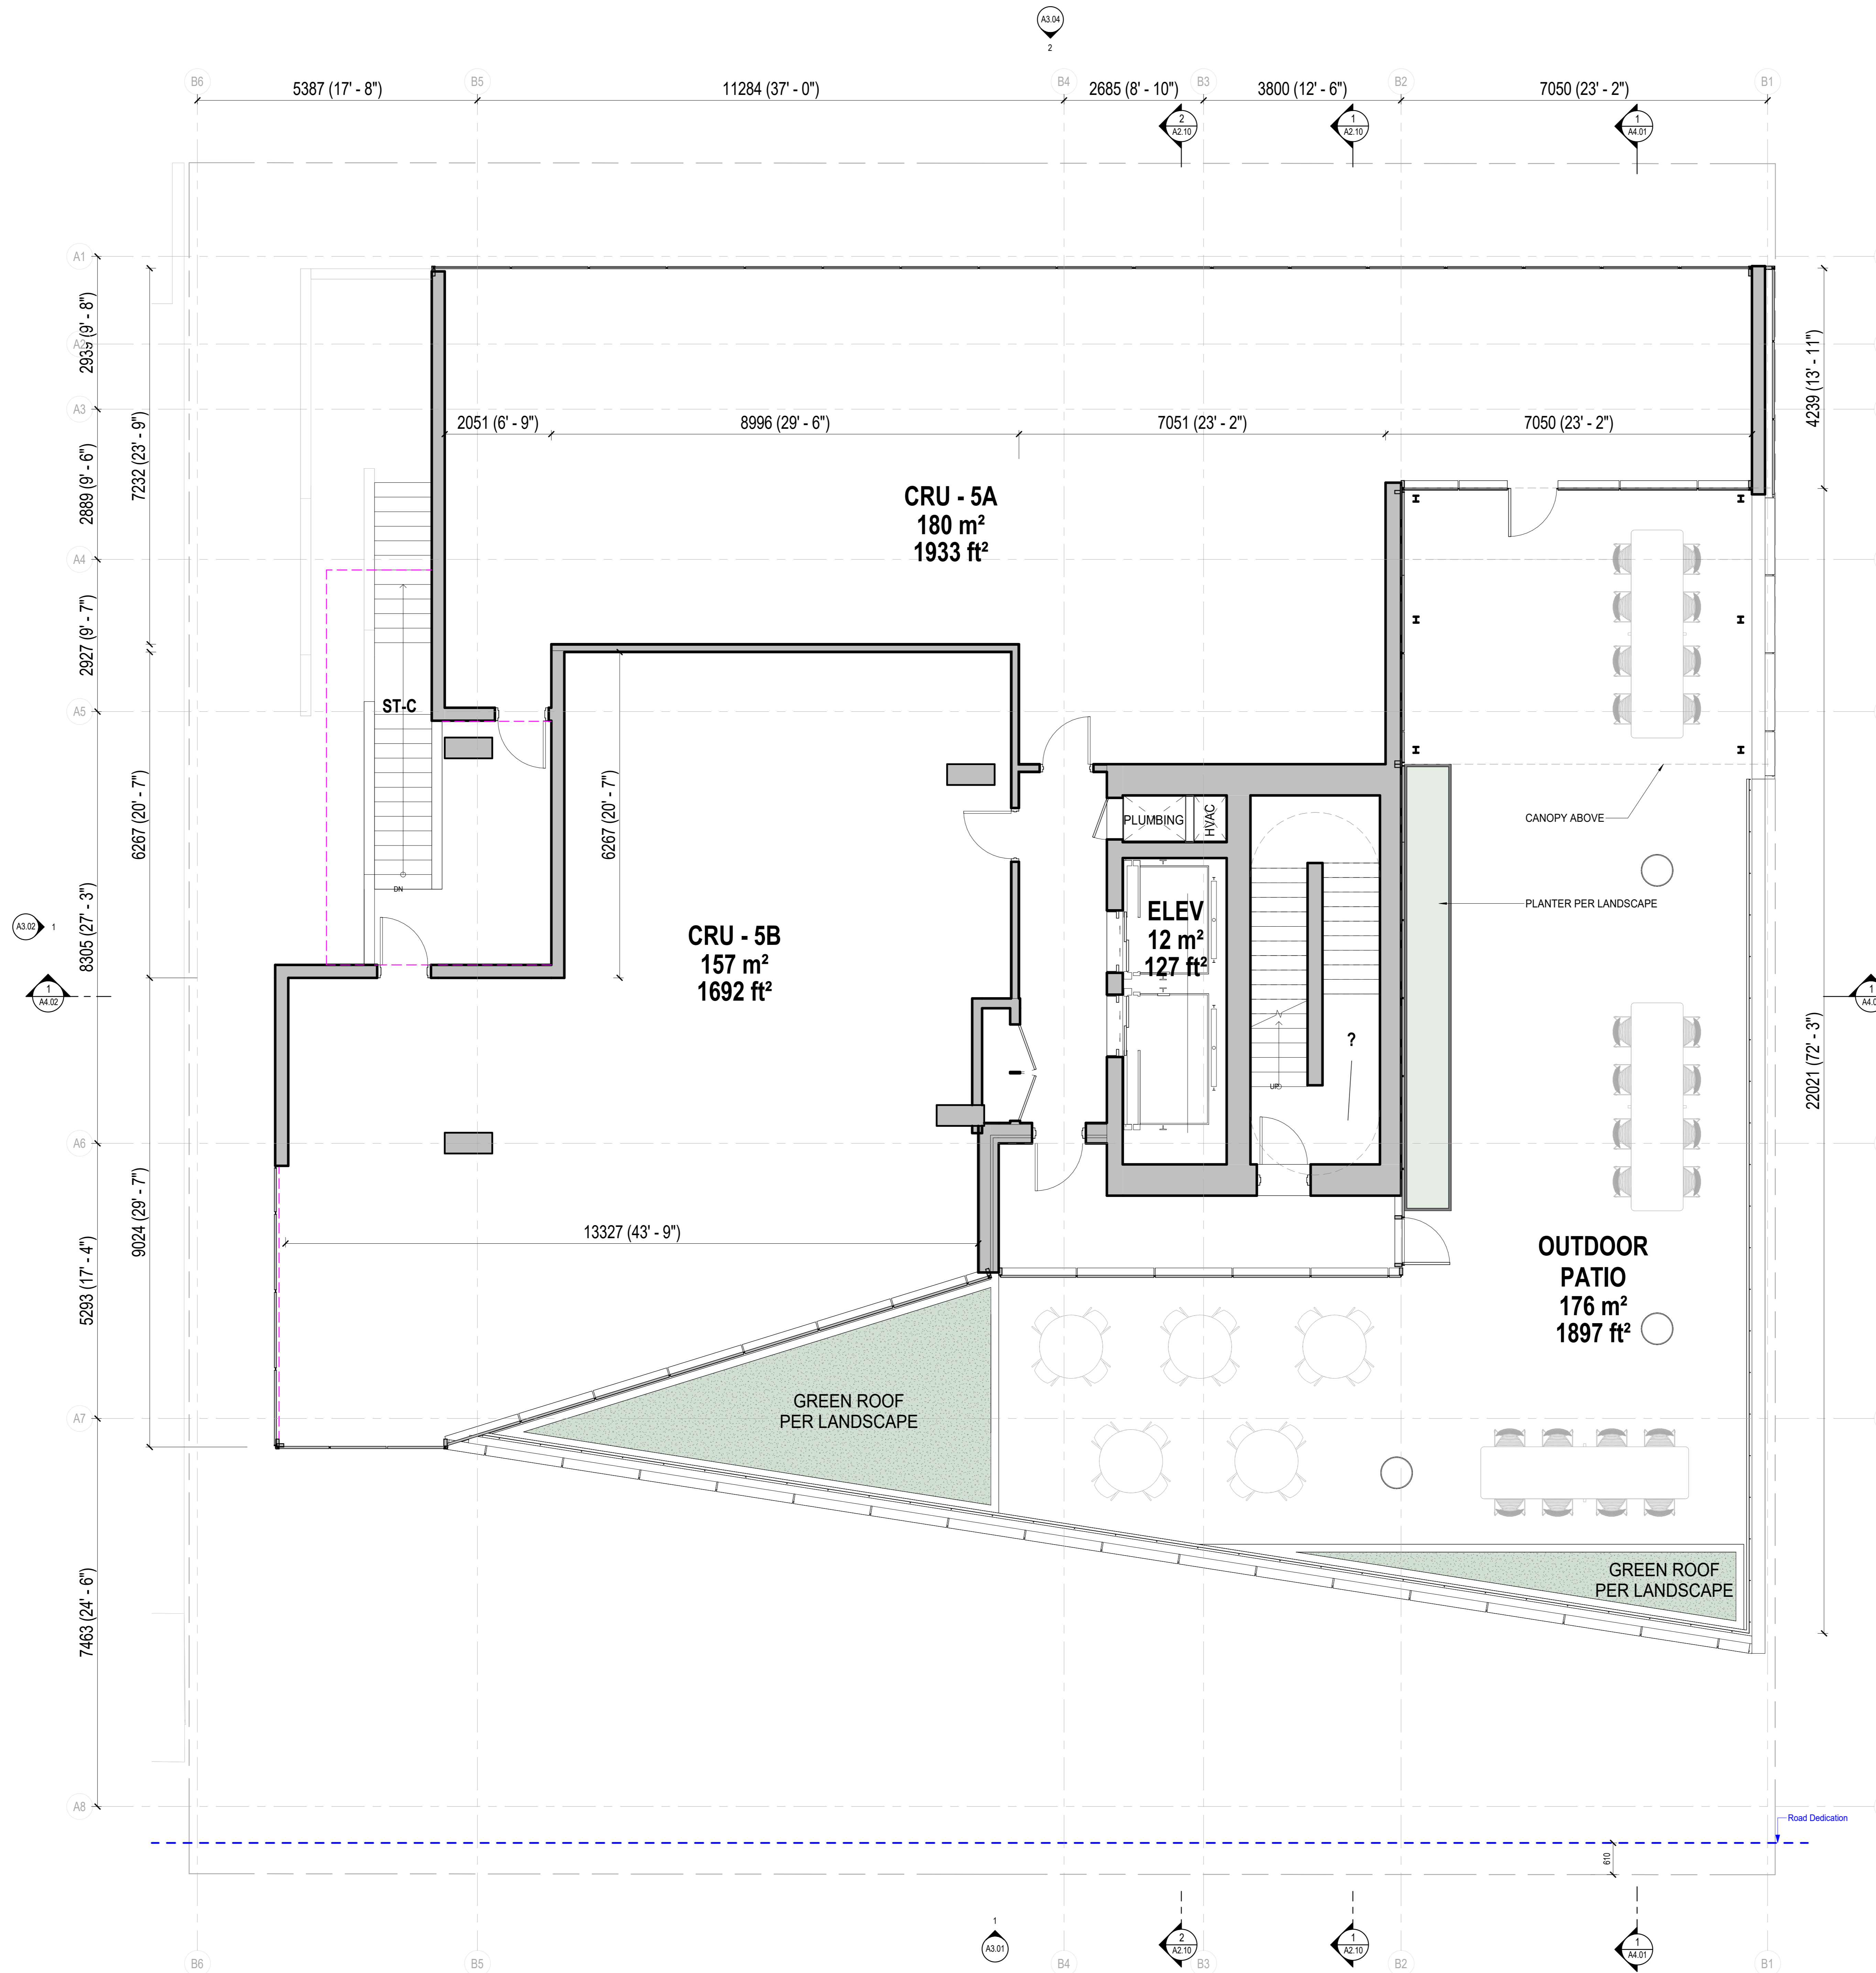 A3.04
2
B6
B5
B4
B3
B2
B1
5387 (17' - 8")
11284 (37' - 0")
2685 (8' - 10")
3800 (12' - 6")
7050 (23' - 2")
2
A2.10
1
A2.10
1
A4.01
A1
A2
A3
A4
A5
A6
A7
A8
2939 (9' - 8")
2889 (9' - 6")
2927 (9' - 7")
8305 (27' - 3")
5293 (17' - 4")
7463 (24' - 6")
7232 (23' - 9")
6267 (20' - 7")
9024 (29' - 7")
4239 (13' - 11")
22021 (72' - 3")
2051 (6' - 9")
8996 (29' - 6")
7051 (23' - 2")
7050 (23' - 2")
CRU - 5A
180 m²
1933 ft²
ST-C
DN
6267 (20' - 7")
PLUMBING
HVAC
CANOPY ABOVE
PLANTER PER LANDSCAPE
ELEV
12 m²
127 ft²
CRU - 5B
157 m²
1692 ft²
A3.02
1
1
A4.02
1
?
UP
13327 (43' - 9")
OUTDOOR
PATIO
176 m²
1897 ft²
GREEN ROOF
PER LANDSCAPE
GREEN ROOF
PER LANDSCAPE
Road Dedication
610
1
A3.01
2
A2.10
1
A2.10
1
A4.01
B6
B5
B4
B3
B2
B1